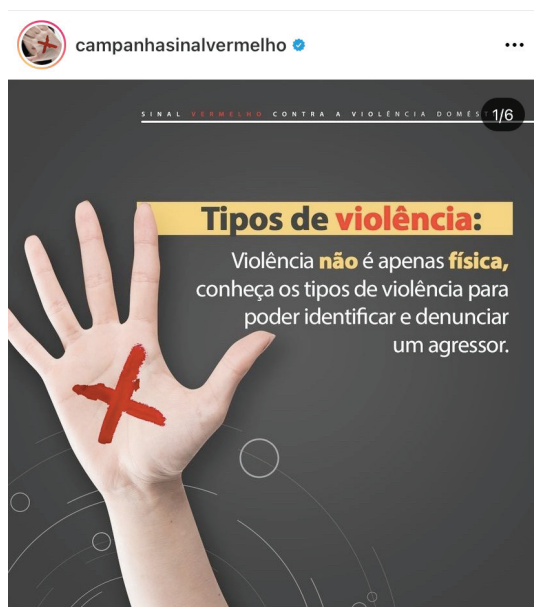 campanhasinalvermelho
SINAL VERMELHO CONTRA A VIOLÊNCIA
1/6
Tipos de violência:
Violência não é apenas física,
conheça os tipos de violência para
poder identificar e denunciar
um agressor.